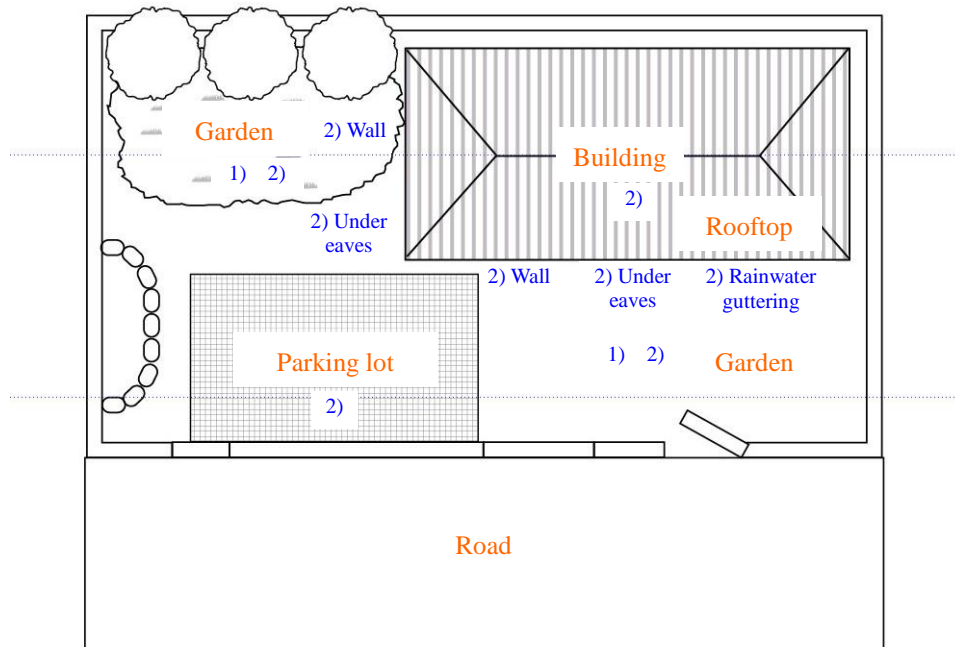 Garden
2) Wall
1) 2)
2) Under
eaves
Building
2)
Rooftop
2) Wall
2) Under
eaves
2) Rainwater
guttering
1) 2)
Garden
Parking lot
2)
Road